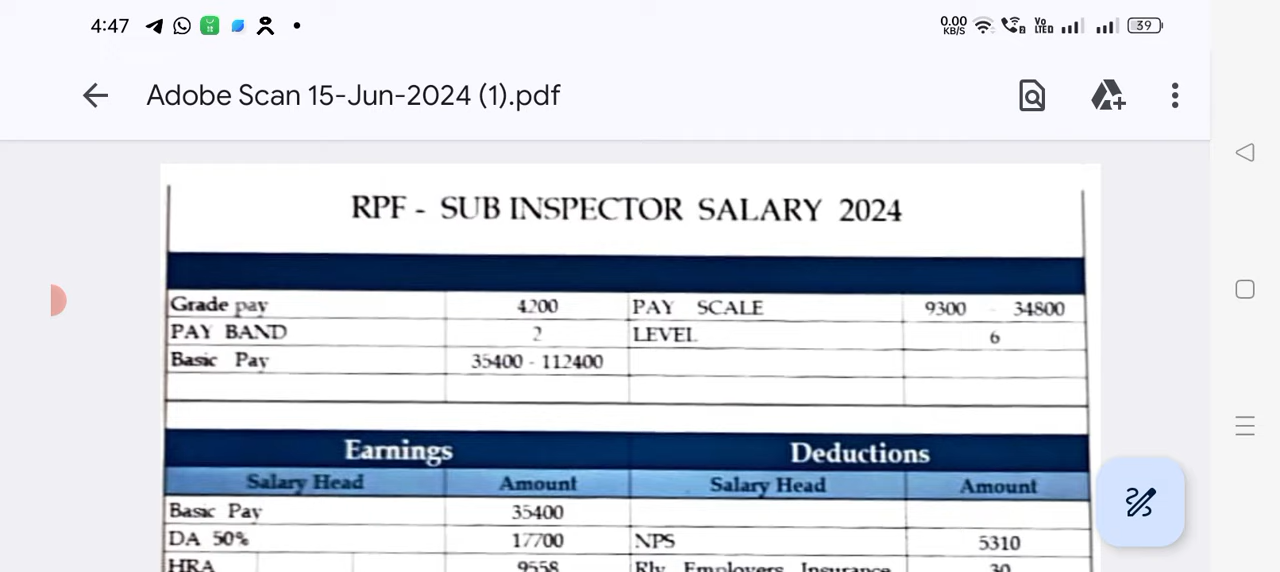 4:47 0.00 KB/S Vo LTE 39
Adobe Scan 15-Jun-2024 (1).pdf
RPF - SUB INSPECTOR SALARY 2024
Grade pay 4200 PAY SCALE 9300 - 34800
PAY BAND 2 LEVEL 6
Basic Pay 35400 - 112400
Earnings Deductions
Salary Head Amount Salary Head Amount
Basic Pay 35400
DA 50% 17700 NPS 5310
HRA 9558 Rly Employers Insurance 30